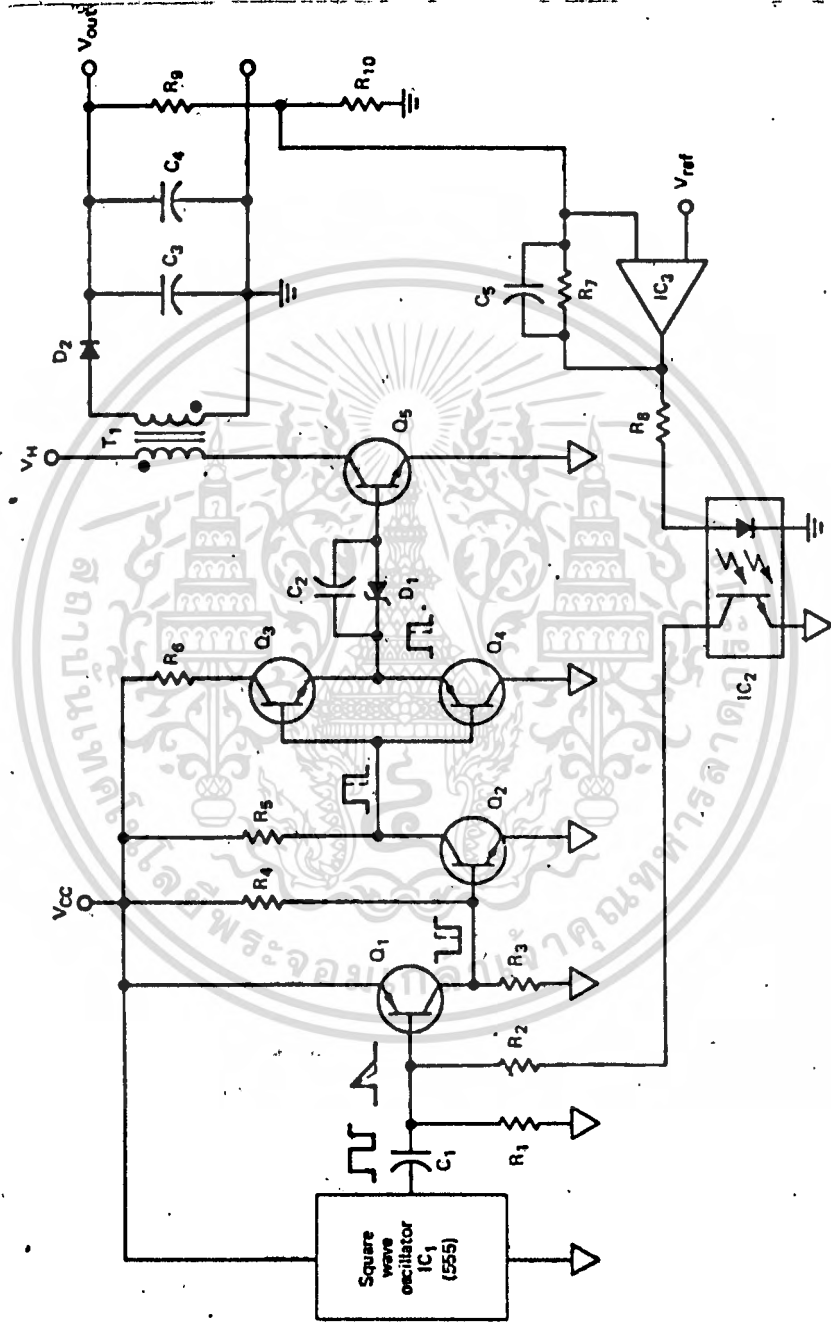 Vout
R9
R10
C4
C3
D2
T1
VH
Q5
C5
R7
IC3
Vref
R8
C2
D1
Q3
R6
Q4
IC2
R5
Q2
VCC
R4
Q1
R3
R2
R1
C1
Square
wave
oscillator
IC1
(555)